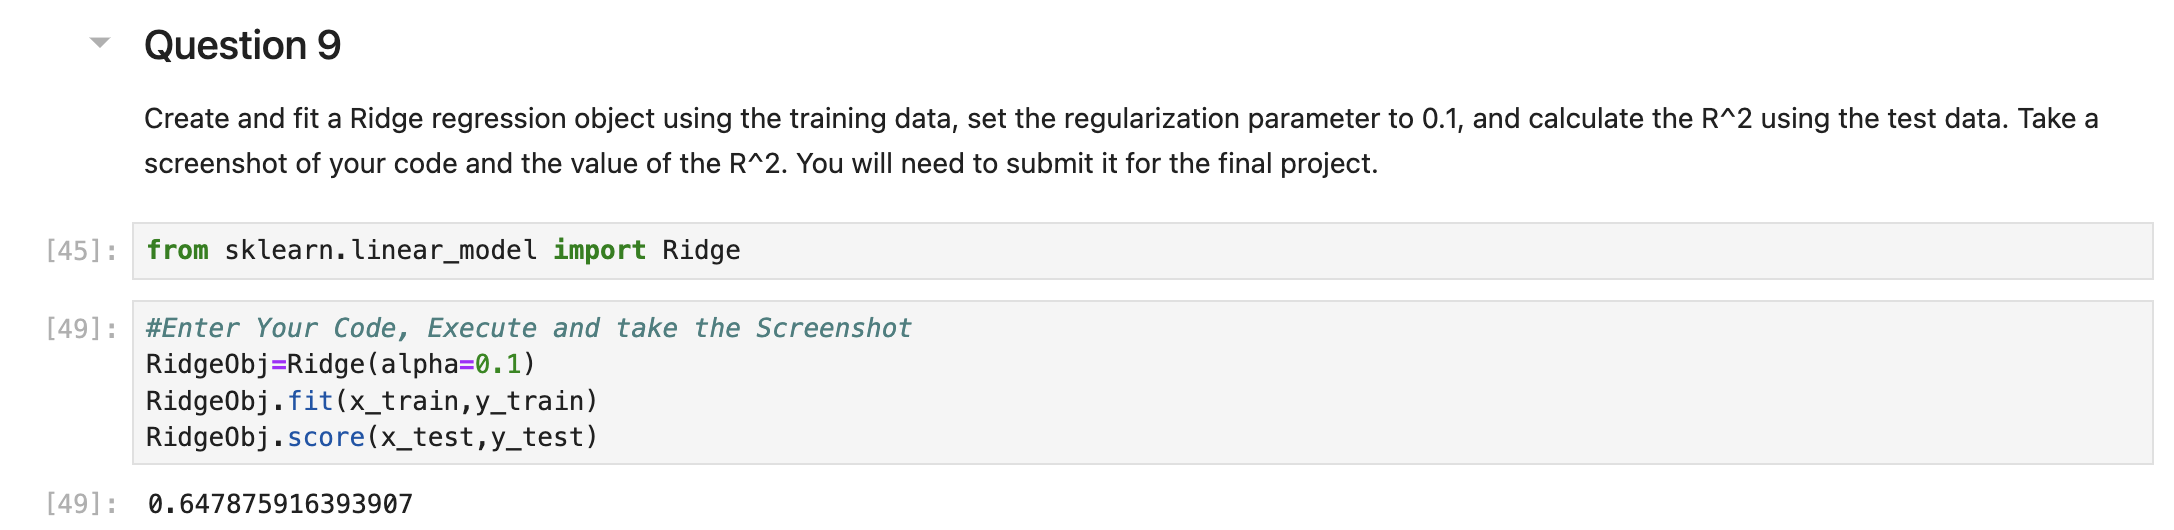 Question 9
Create and fit a Ridge regression object using the training data, set the regularization parameter to 0.1, and calculate the R^2 using the test data. Take a
screenshot of your code and the value of the R^2. You will need to submit it for the final project.
[45]: from sklearn.linear_model import Ridge
[49]: #Enter Your Code, Execute and take the Screenshot
RidgeObj=Ridge(alpha=0.1)
RidgeObj.fit(x_train,y_train)
RidgeObj.score(x_test,y_test)
[49]: 0.647875916393907